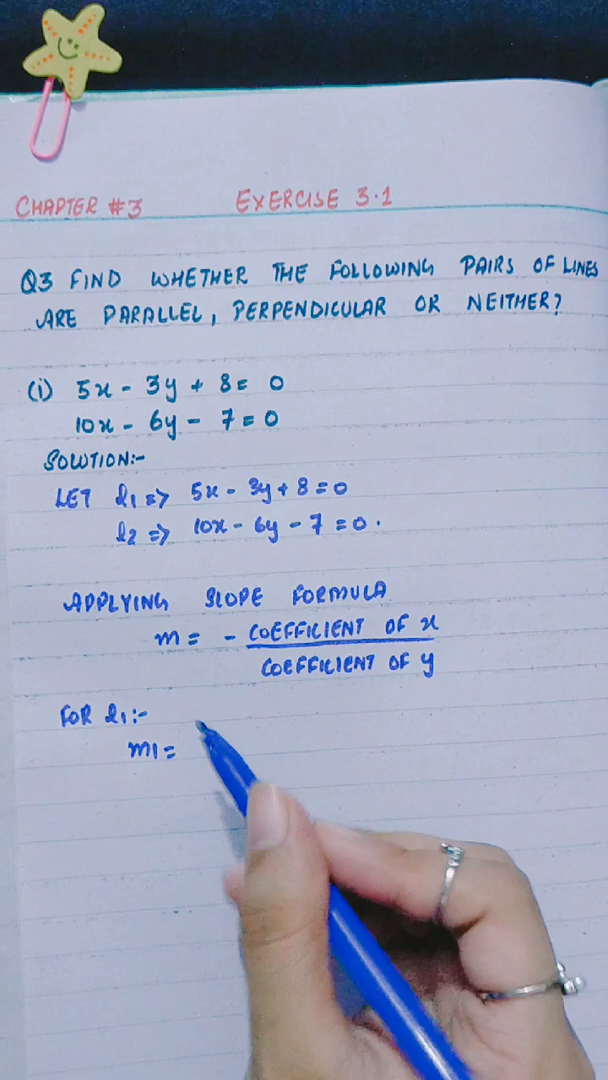 CHAPTER #3 EXERCISE 3.1
Q3 FIND WHETHER THE FOLLOWING PAIRS OF LINES
ARE PARALLEL, PERPENDICULAR OR NEITHER?
(i) 5x - 3y + 8 = 0
10x - 6y - 7 = 0
SOLUTION:-
LET l1 => 5x - 3y + 8 = 0
l2 => 10x - 6y - 7 = 0.
APPLYING SLOPE FORMULA
m = - COEFFICIENT OF x
COEFFICIENT OF y
FOR l1:-
m1 =